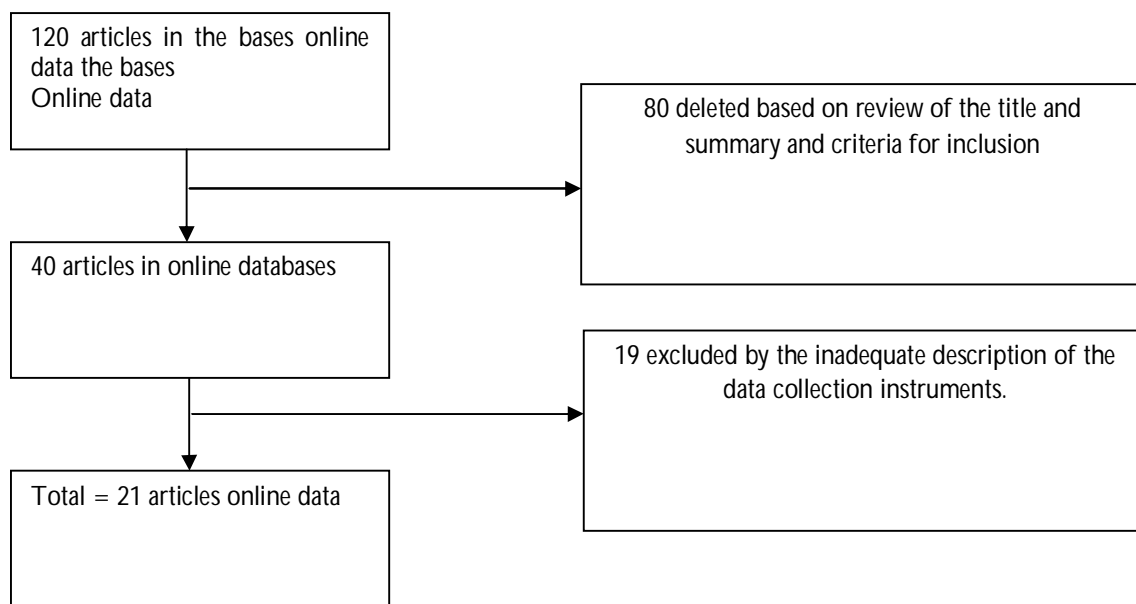 120 articles in the bases online
data the bases
Online data
80 deleted based on review of the title and
summary and criteria for inclusion
40 articles in online databases
19 excluded by the inadequate description of the
data collection instruments.
Total = 21 articles online data